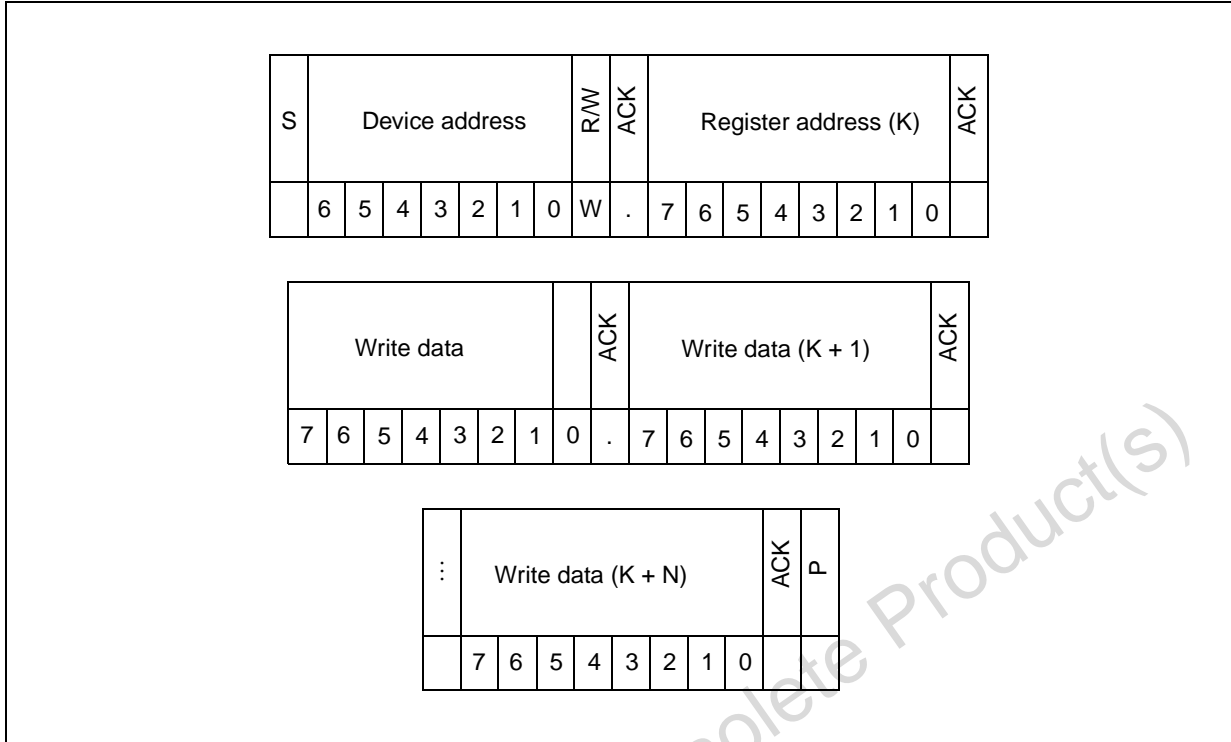 S Device address R/W ACK Register address (K) ACK
6 5 4 3 2 1 0 W . 7 6 5 4 3 2 1 0
Write data ACK Write data (K + 1) ACK
7 6 5 4 3 2 1 0 . 7 6 5 4 3 2 1 0
... Write data (K + N) ACK P
7 6 5 4 3 2 1 0
olete Product(s)